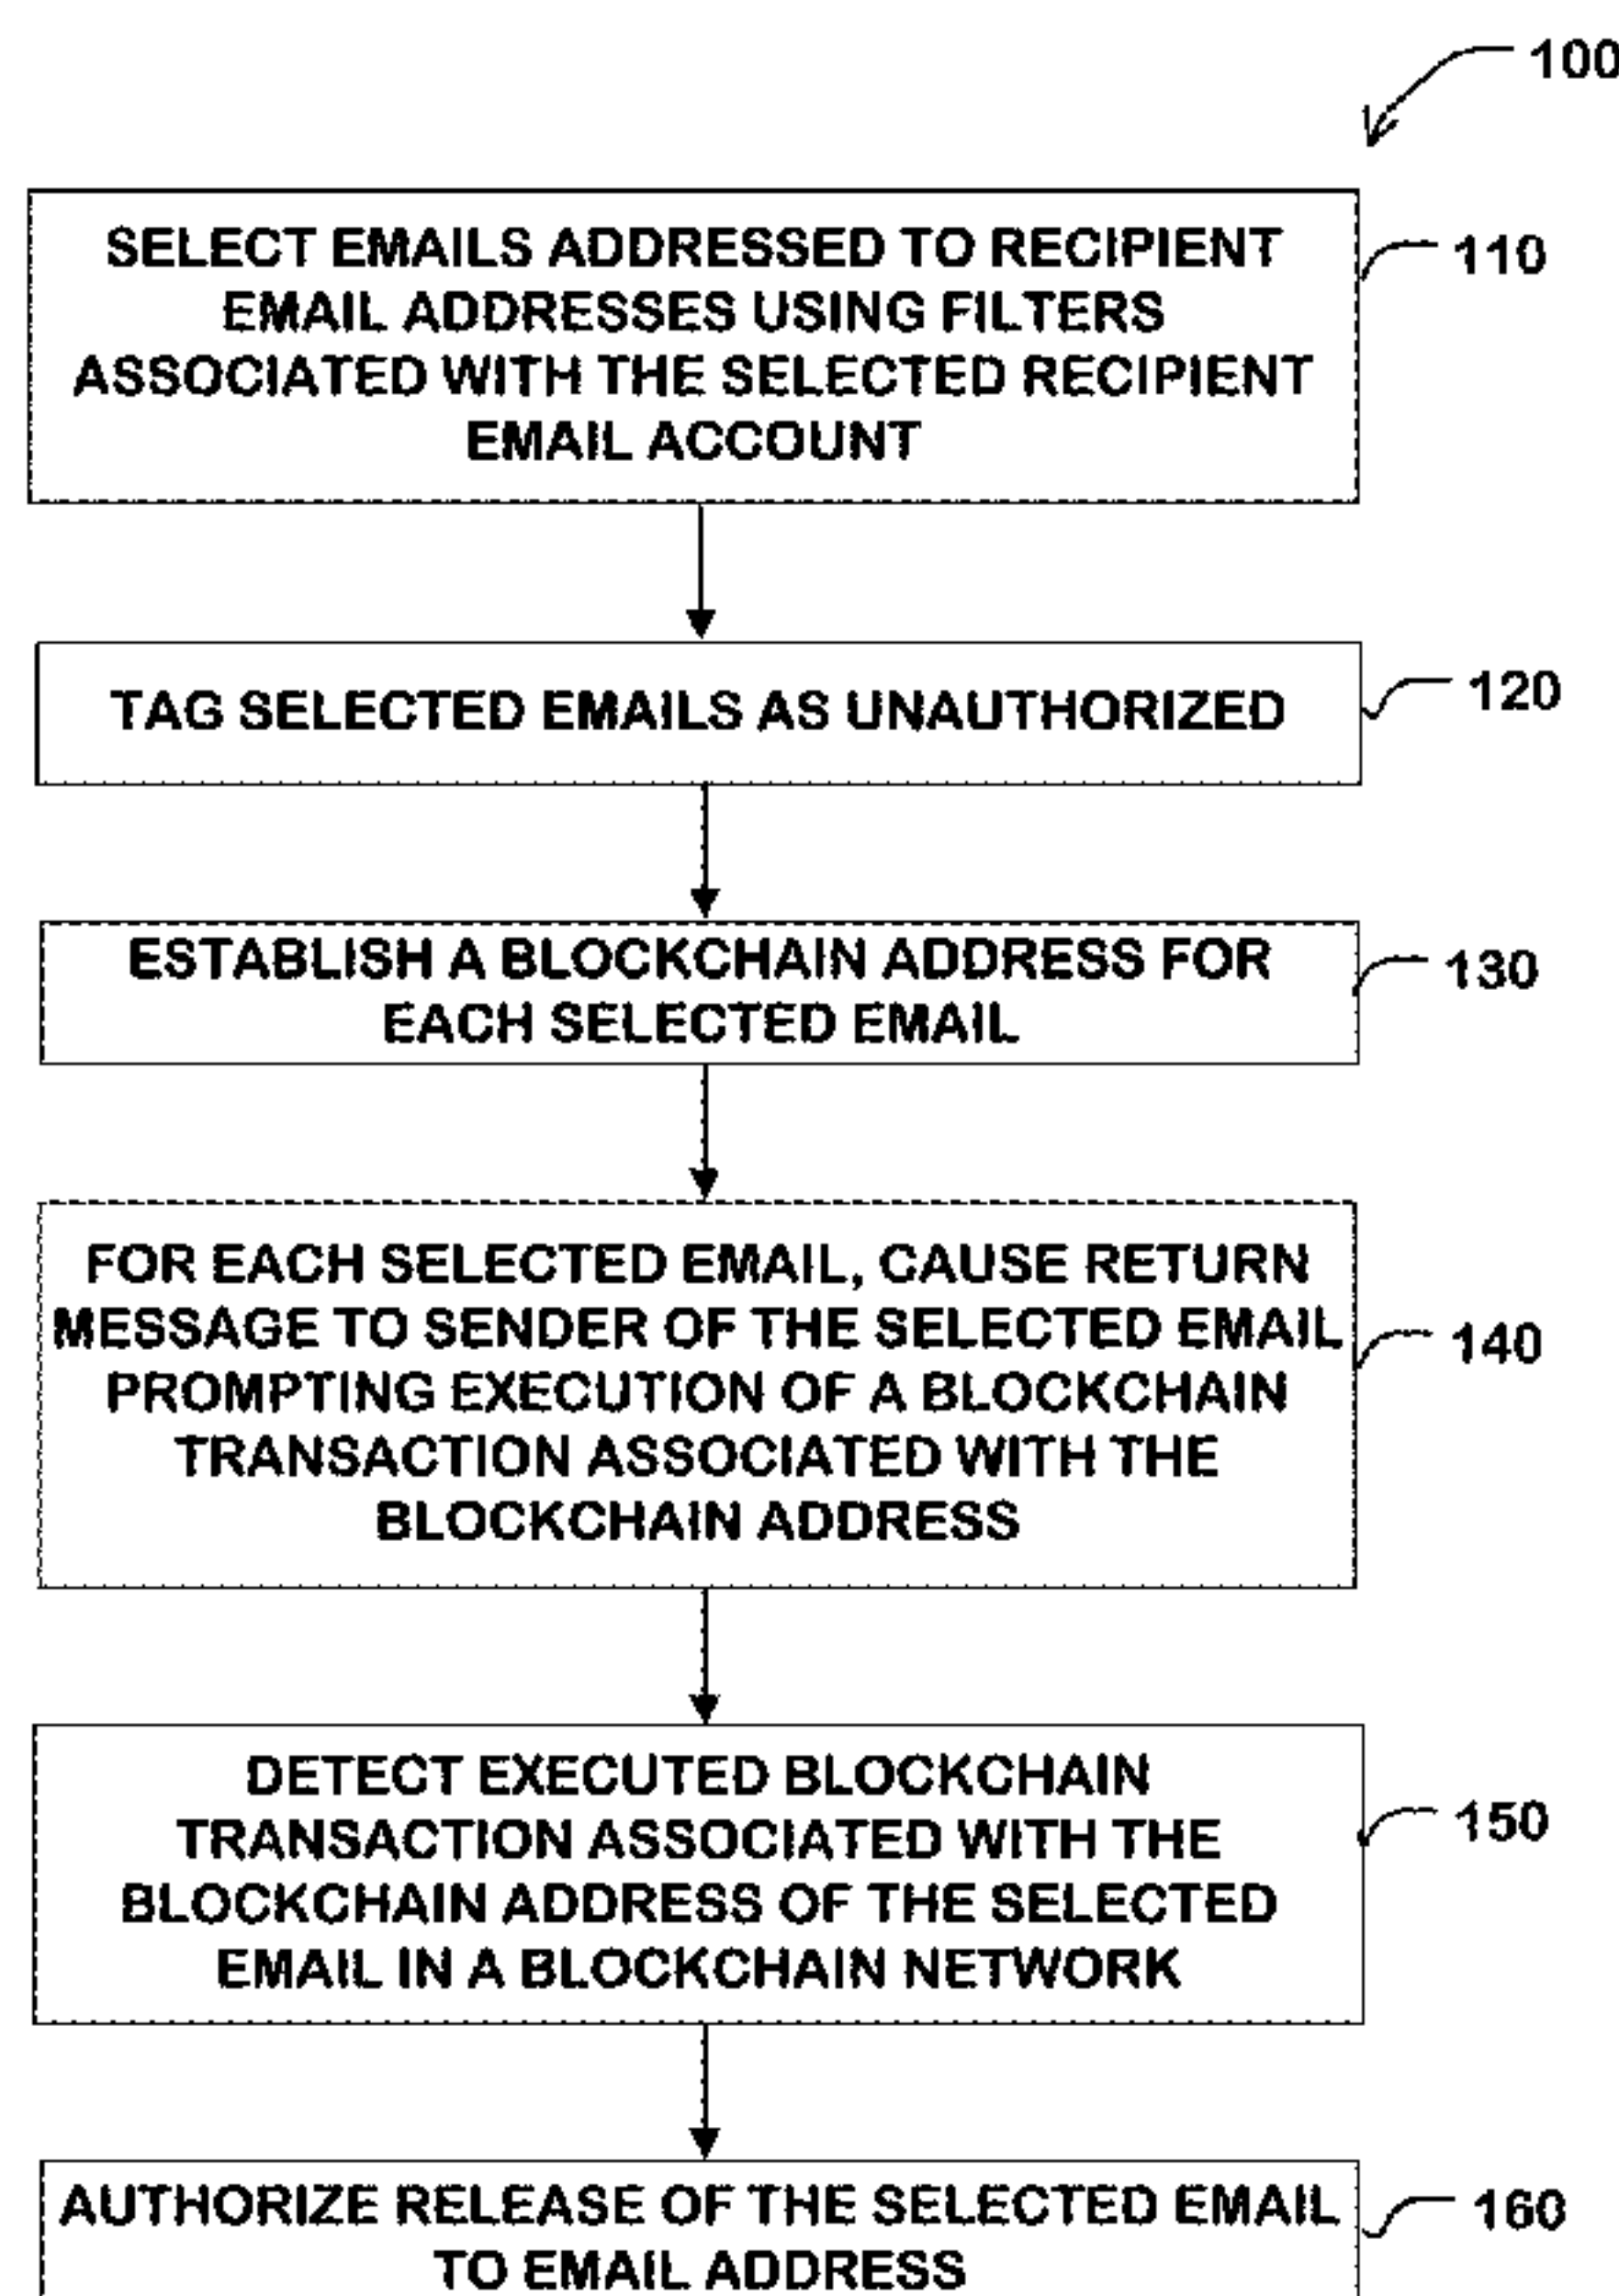 100
SELECT EMAILS ADDRESSED TO RECIPIENT
EMAIL ADDRESSES USING FILTERS
ASSOCIATED WITH THE SELECTED RECIPIENT
EMAIL ACCOUNT
110
TAG SELECTED EMAILS AS UNAUTHORIZED
120
ESTABLISH A BLOCKCHAIN ADDRESS FOR
EACH SELECTED EMAIL
130
FOR EACH SELECTED EMAIL, CAUSE RETURN
MESSAGE TO SENDER OF THE SELECTED EMAIL
PROMPTING EXECUTION OF A BLOCKCHAIN
TRANSACTION ASSOCIATED WITH THE
BLOCKCHAIN ADDRESS
140
DETECT EXECUTED BLOCKCHAIN
TRANSACTION ASSOCIATED WITH THE
BLOCKCHAIN ADDRESS OF THE SELECTED
EMAIL IN A BLOCKCHAIN NETWORK
150
AUTHORIZE RELEASE OF THE SELECTED EMAIL
TO EMAIL ADDRESS
160